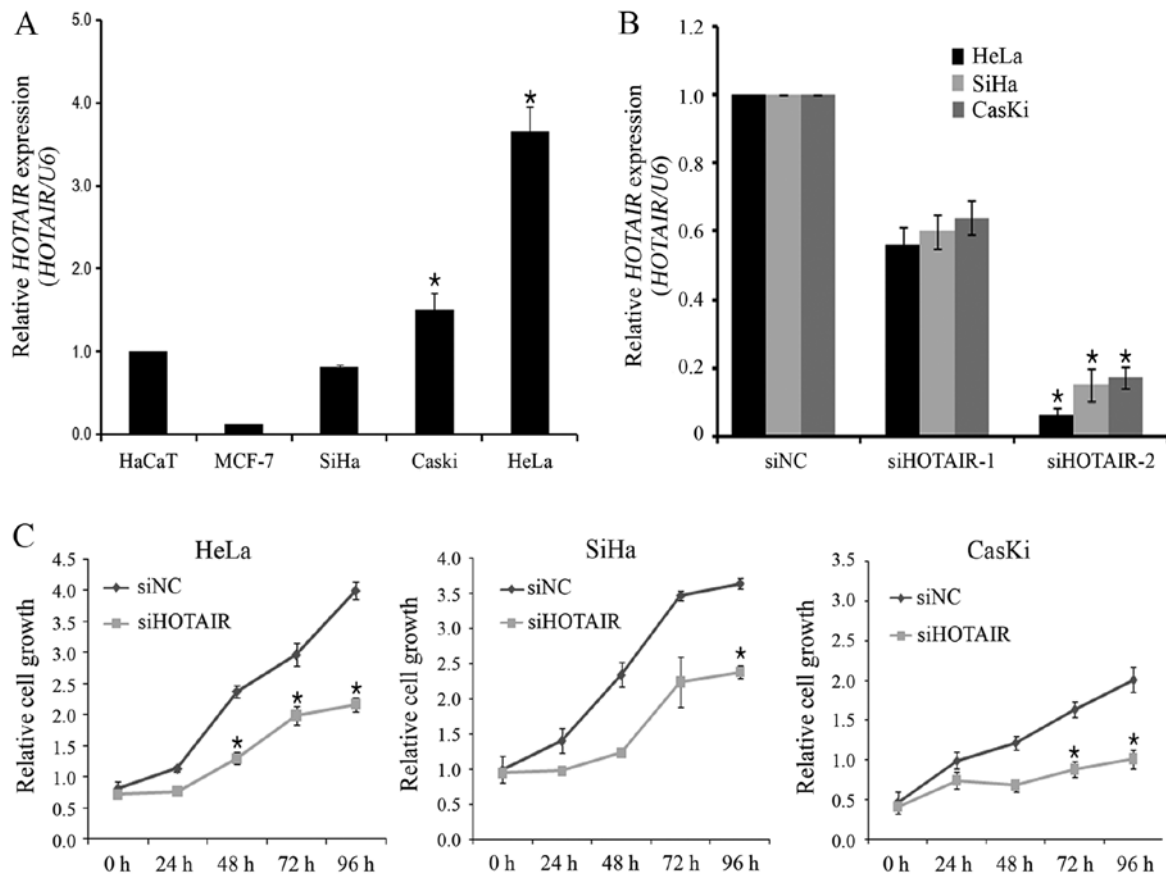 A
Relative HOTAIR expression
(HOTAIR/U6)
5.0
4.0
3.0
2.0
1.0
0.0
*
*
HaCaT MCF-7 SiHa Caski HeLa
B
Relative HOTAIR expression
(HOTAIR/U6)
1.2
1.0
0.8
0.6
0.4
0.2
0
HeLa
SiHa
CasKi
* * *
siNC siHOTAIR-1 siHOTAIR-2
C
HeLa
Relative cell growth
4.5
4.0
3.5
3.0
2.5
2.0
1.5
1.0
0.5
0.0
siNC
siHOTAIR
* * *
0 h 24 h 48 h 72 h 96 h
SiHa
Relative cell growth
4.0
3.5
3.0
2.5
2.0
1.5
1.0
0.5
0.0
siNC
siHOTAIR
*
0 h 24 h 48 h 72 h 96 h
CasKi
Relative cell growth
3.5
3.0
2.5
2.0
1.5
1.0
0.5
0.0
siNC
siHOTAIR
* *
0 h 24 h 48 h 72 h 96 h